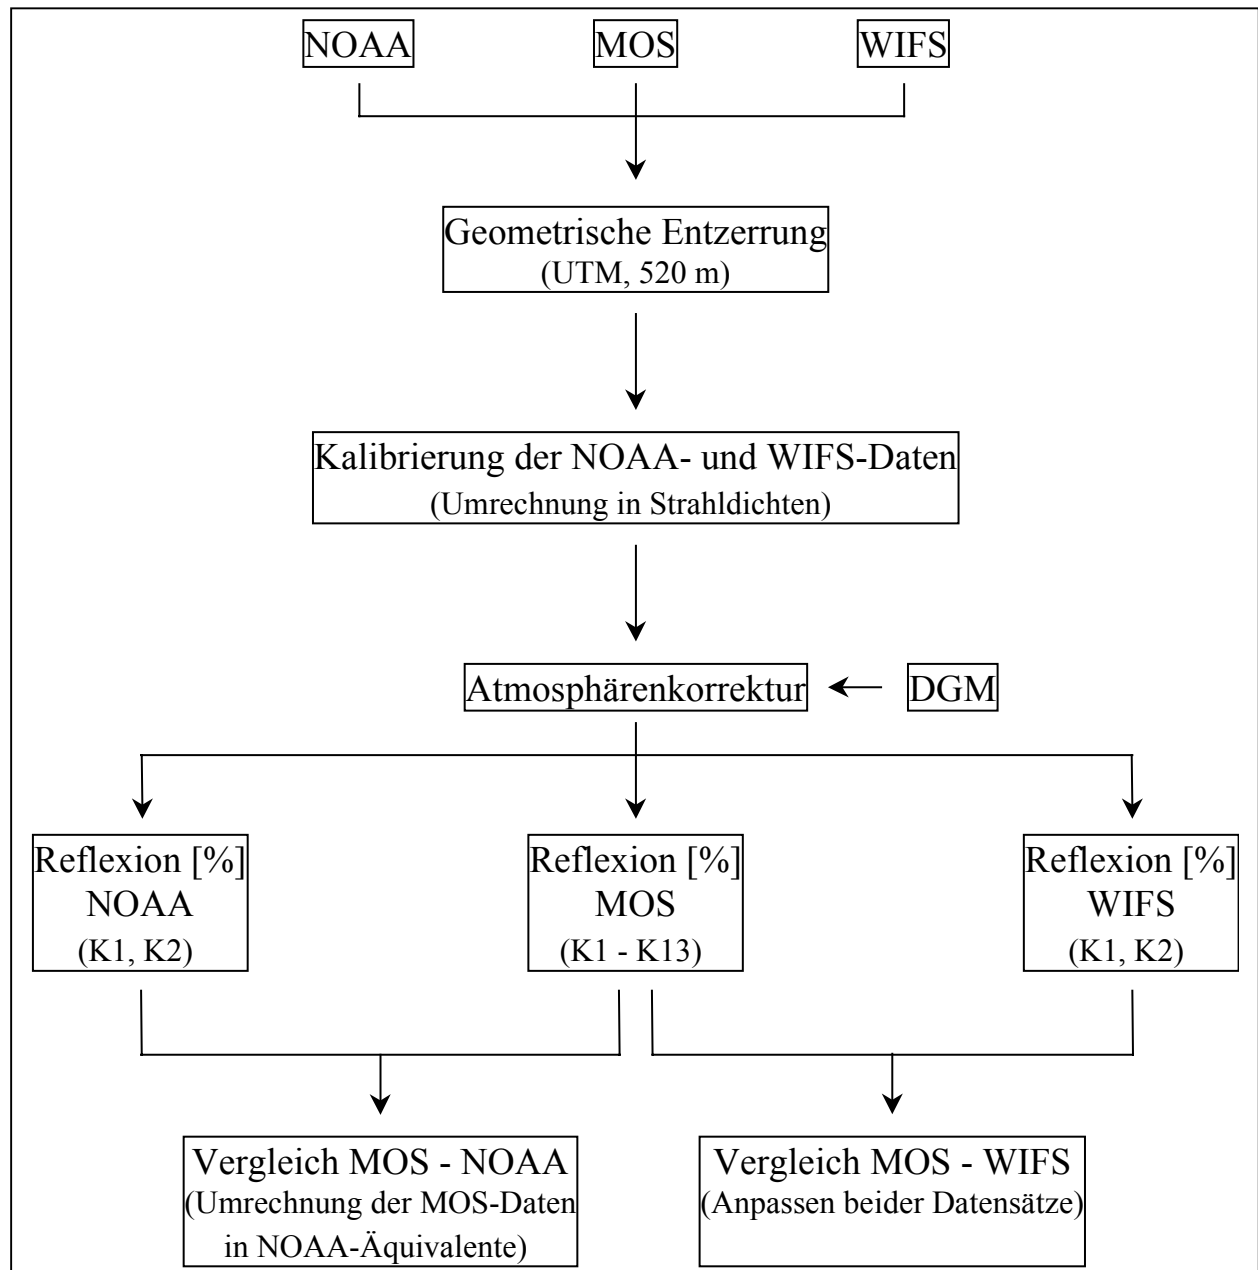 NOAA
MOS
WIFS
Geometrische Entzerrung
(UTM, 520 m)
Kalibrierung der NOAA- und WIFS-Daten
(Umrechnung in Strahldichten)
Atmosphärenkorrektur
DGM
Reflexion [%]
NOAA
(K1, K2)
Reflexion [%]
MOS
(K1 - K13)
Reflexion [%]
WIFS
(K1, K2)
Vergleich MOS - NOAA
(Umrechnung der MOS-Daten
in NOAA-Äquivalente)
Vergleich MOS - WIFS
(Anpassen beider Datensätze)